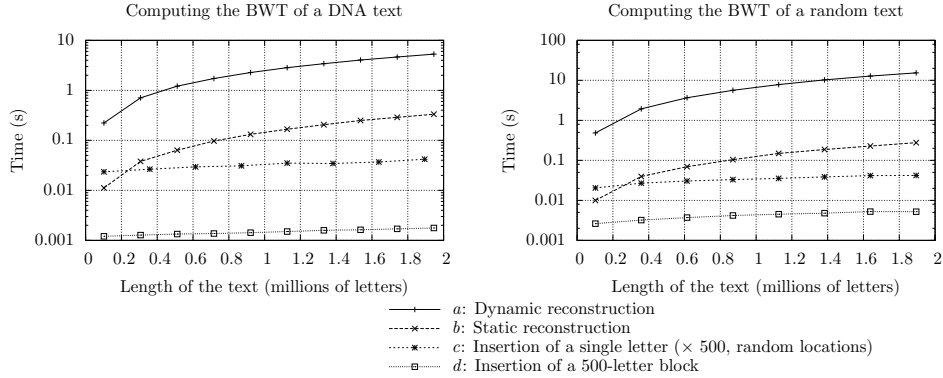 Computing the BWT of a DNA text
Computing the BWT of a random text
10
1
0.1
0.01
0.001
Time (s)
0 0.2 0.4 0.6 0.8 1 1.2 1.4 1.6 1.8 2
Length of the text (millions of letters)
100
10
1
0.1
0.01
0.001
Time (s)
0 0.2 0.4 0.6 0.8 1 1.2 1.4 1.6 1.8 2
Length of the text (millions of letters)
a: Dynamic reconstruction
b: Static reconstruction
c: Insertion of a single letter (× 500, random locations)
d: Insertion of a 500-letter block